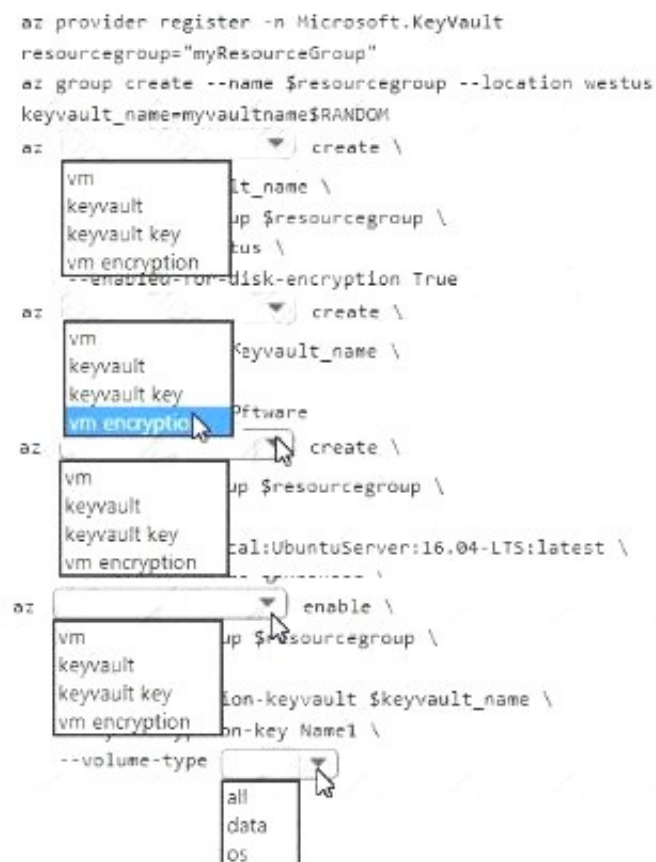 az provider register -n Microsoft.KeyVault
resourcegroup="myResourceGroup"
az group create --name $resourcegroup --location westus
keyvault_name=myvaultname$RANDOM
az create \
vm
keyvault
keyvault key
vm encryption
lt_name \
up $resourcegroup \
tus \
--enabled-for-disk-encryption True
az create \
vm
keyvault
keyvault key
vm encryptio
Keyvault_name \
ftware
az create \
vm
keyvault
keyvault key
vm encryption
up $resourcegroup \
cal:UbuntuServer:16.04-LTS:latest \
az enable \
vm
keyvault
keyvault key
vm encryption
up $resourcegroup \
ion-keyvault $keyvault_name \
on-key Name1 \
--volume-type
all
data
os